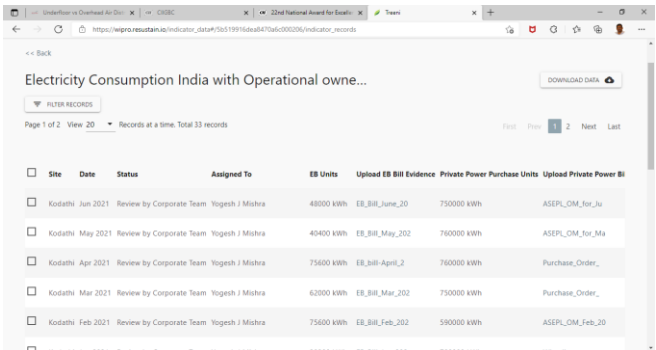 Underfloor vs Overhead Air Distr
CIIGBC
22nd National Award for Excelle
Treeni
https://wipro.resustain.io/indicator_data#/5b519916dea8470a6c000206/indicator_records
<< Back
Electricity Consumption India with Operational owne...
DOWNLOAD DATA
FILTER RECORDS
Page 1 of 2 View 20 Records at a time. Total 33 records
First Prev 1 2 Next Last
Site Date Status Assigned To EB Units Upload EB Bill Evidence Private Power Purchase Units Upload Private Power Bi
Kodathi Jun 2021 Review by Corporate Team Yogesh J Mishra 48000 kWh EB_Bill_June_20 750000 kWh ASEPL_OM_for_Ju
Kodathi May 2021 Review by Corporate Team Yogesh J Mishra 40400 kWh EB_Bill_May_202 760000 kWh ASEPL_OM_for_Ma
Kodathi Apr 2021 Review by Corporate Team Yogesh J Mishra 75600 kWh EB_bill-April_2 760000 kWh Purchase_Order_
Kodathi Mar 2021 Review by Corporate Team Yogesh J Mishra 62000 kWh EB_Bill_Mar_202 750000 kWh Purchase_Order_
Kodathi Feb 2021 Review by Corporate Team Yogesh J Mishra 75600 kWh EB_Bill_Feb_202 590000 kWh ASEPL_OM_Feb_20